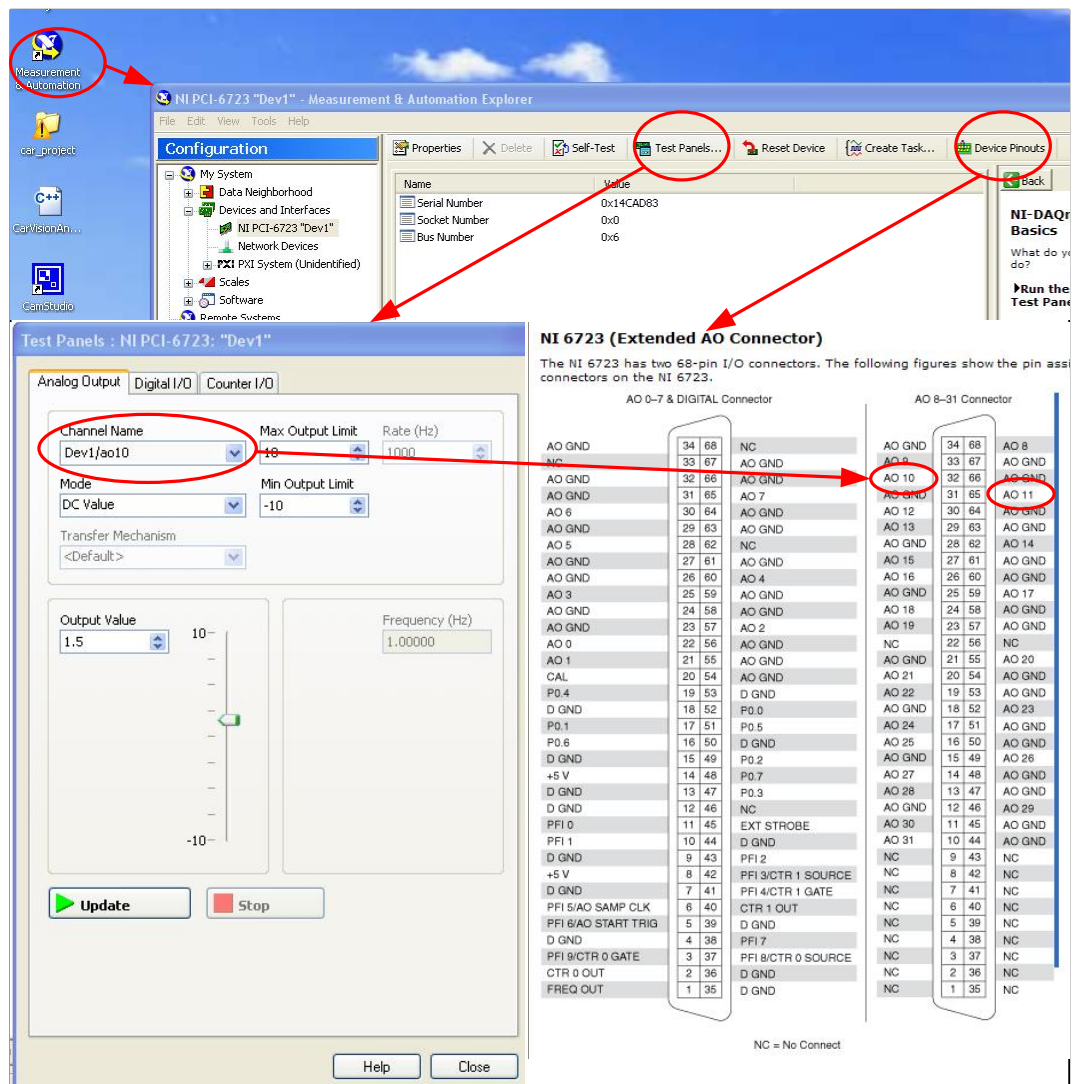 Measurement
& Automation
car_project
CarVisionAn...
CamStudio
NI PCI-6723 "Dev1" - Measurement & Automation Explorer
File Edit View Tools Help
Configuration
Properties Delete Self-Test Test Panels... Reset Device Create Task... Device Pinouts
My System
Data Neighborhood
Devices and Interfaces
NI PCI-6723 "Dev1"
Network Devices
PXI PXI System (Unidentified)
Scales
Software
Remote Systems
Name Value
Serial Number 0x14CAD83
Socket Number 0x0
Bus Number 0x6
Back
NI-DAQ
Basics
What do
do?
Run the
Test Pane
Test Panels : NI PCI-6723: "Dev1"
Analog Output Digital I/O Counter I/O
Channel Name Max Output Limit Rate (Hz)
Dev1/ao10 10 1000
Mode Min Output Limit
DC Value -10
Transfer Mechanism
<Default>
Output Value Frequency (Hz)
1.5 10 1.00000
-10
Update Stop
Help Close
NI 6723 (Extended AO Connector)
The NI 6723 has two 68-pin I/O connectors. The following figures show the pin assi
connectors on the NI 6723.
AO 0–7 & DIGITAL Connector AO 8–31 Connector
AO GND 34 68 NC AO GND 34 68 AO 8
NC 33 67 AO GND AO 9 33 67 AO GND
AO GND 32 66 AO GND AO 10 32 66 AO GND
AO GND 31 65 AO 7 AO GND 31 65 AO 11
AO 6 30 64 AO GND AO 12 30 64 AO GND
AO GND 29 63 AO GND AO 13 29 63 AO GND
AO 5 28 62 NC AO GND 28 62 AO 14
AO GND 27 61 AO GND AO 15 27 61 AO GND
AO GND 26 60 AO 4 AO 16 26 60 AO GND
AO 3 25 59 AO GND AO GND 25 59 AO 17
AO GND 24 58 AO GND AO 18 24 58 AO GND
AO GND 23 57 AO 2 AO 19 23 57 AO GND
AO 0 22 56 AO GND NC 22 56 NC
AO 1 21 55 AO GND AO GND 21 55 AO 20
CAL 20 54 AO GND AO 21 20 54 AO GND
P0.4 19 53 D GND AO 22 19 53 AO GND
D GND 18 52 P0.0 AO GND 18 52 AO 23
P0.1 17 51 P0.5 AO 24 17 51 AO GND
P0.6 16 50 D GND AO 25 16 50 AO GND
D GND 15 49 P0.2 AO GND 15 49 AO 26
+5 V 14 48 P0.7 AO 27 14 48 AO GND
D GND 13 47 P0.3 AO 28 13 47 AO GND
D GND 12 46 NC AO GND 12 46 AO 29
PFI 0 11 45 EXT STROBE AO 30 11 45 AO GND
PFI 1 10 44 D GND AO 31 10 44 AO GND
D GND 9 43 PFI 2 NC 9 43 NC
+5 V 8 42 PFI 3/CTR 1 SOURCE NC 8 42 NC
D GND 7 41 PFI 4/CTR 1 GATE NC 7 41 NC
PFI 5/AO SAMP CLK 6 40 CTR 1 OUT NC 6 40 NC
PFI 6/AO START TRIG 5 39 D GND NC 5 39 NC
D GND 4 38 PFI 7 NC 4 38 NC
PFI 9/CTR 0 GATE 3 37 PFI 8/CTR 0 SOURCE NC 3 37 NC
CTR 0 OUT 2 36 D GND NC 2 36 NC
FREQ OUT 1 35 D GND NC 1 35 NC
NC = No Connect